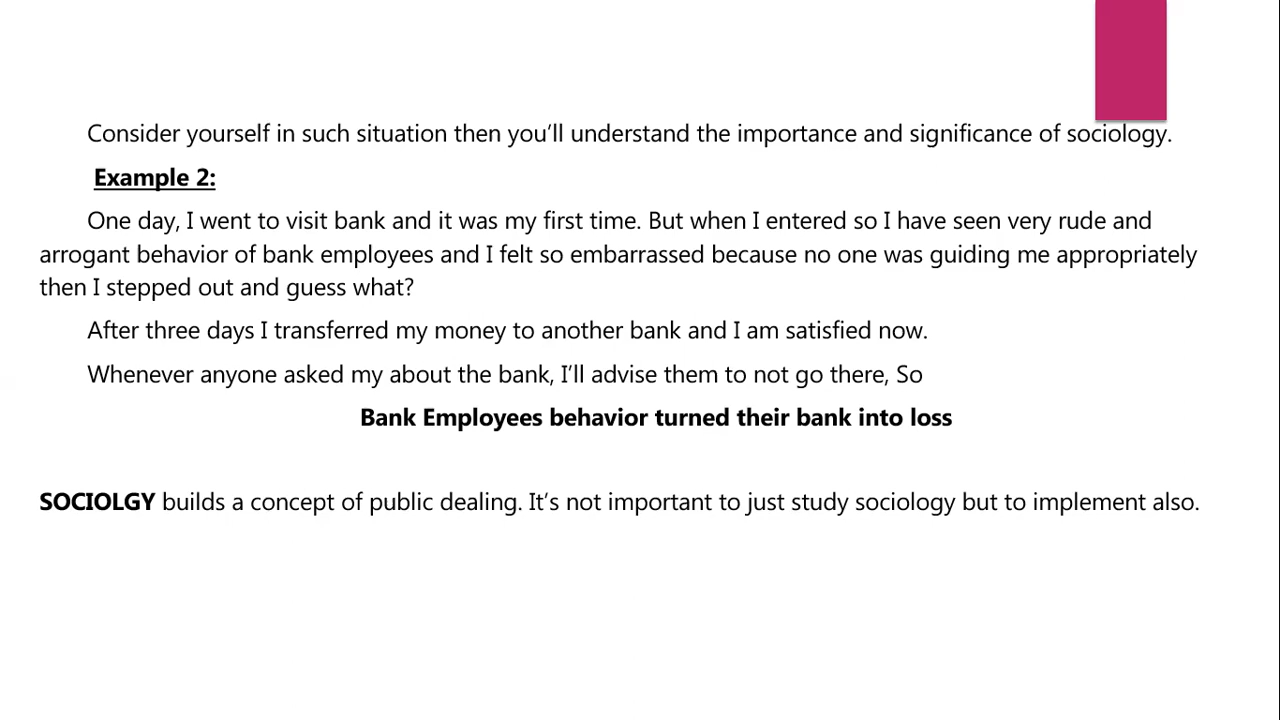 Consider yourself in such situation then you’ll understand the importance and significance of sociology.
Example 2:
One day, I went to visit bank and it was my first time. But when I entered so I have seen very rude and
arrogant behavior of bank employees and I felt so embarrassed because no one was guiding me appropriately
then I stepped out and guess what?
After three days I transferred my money to another bank and I am satisfied now.
Whenever anyone asked my about the bank, I’ll advise them to not go there, So
Bank Employees behavior turned their bank into loss
SOCIOLGY builds a concept of public dealing. It’s not important to just study sociology but to implement also.